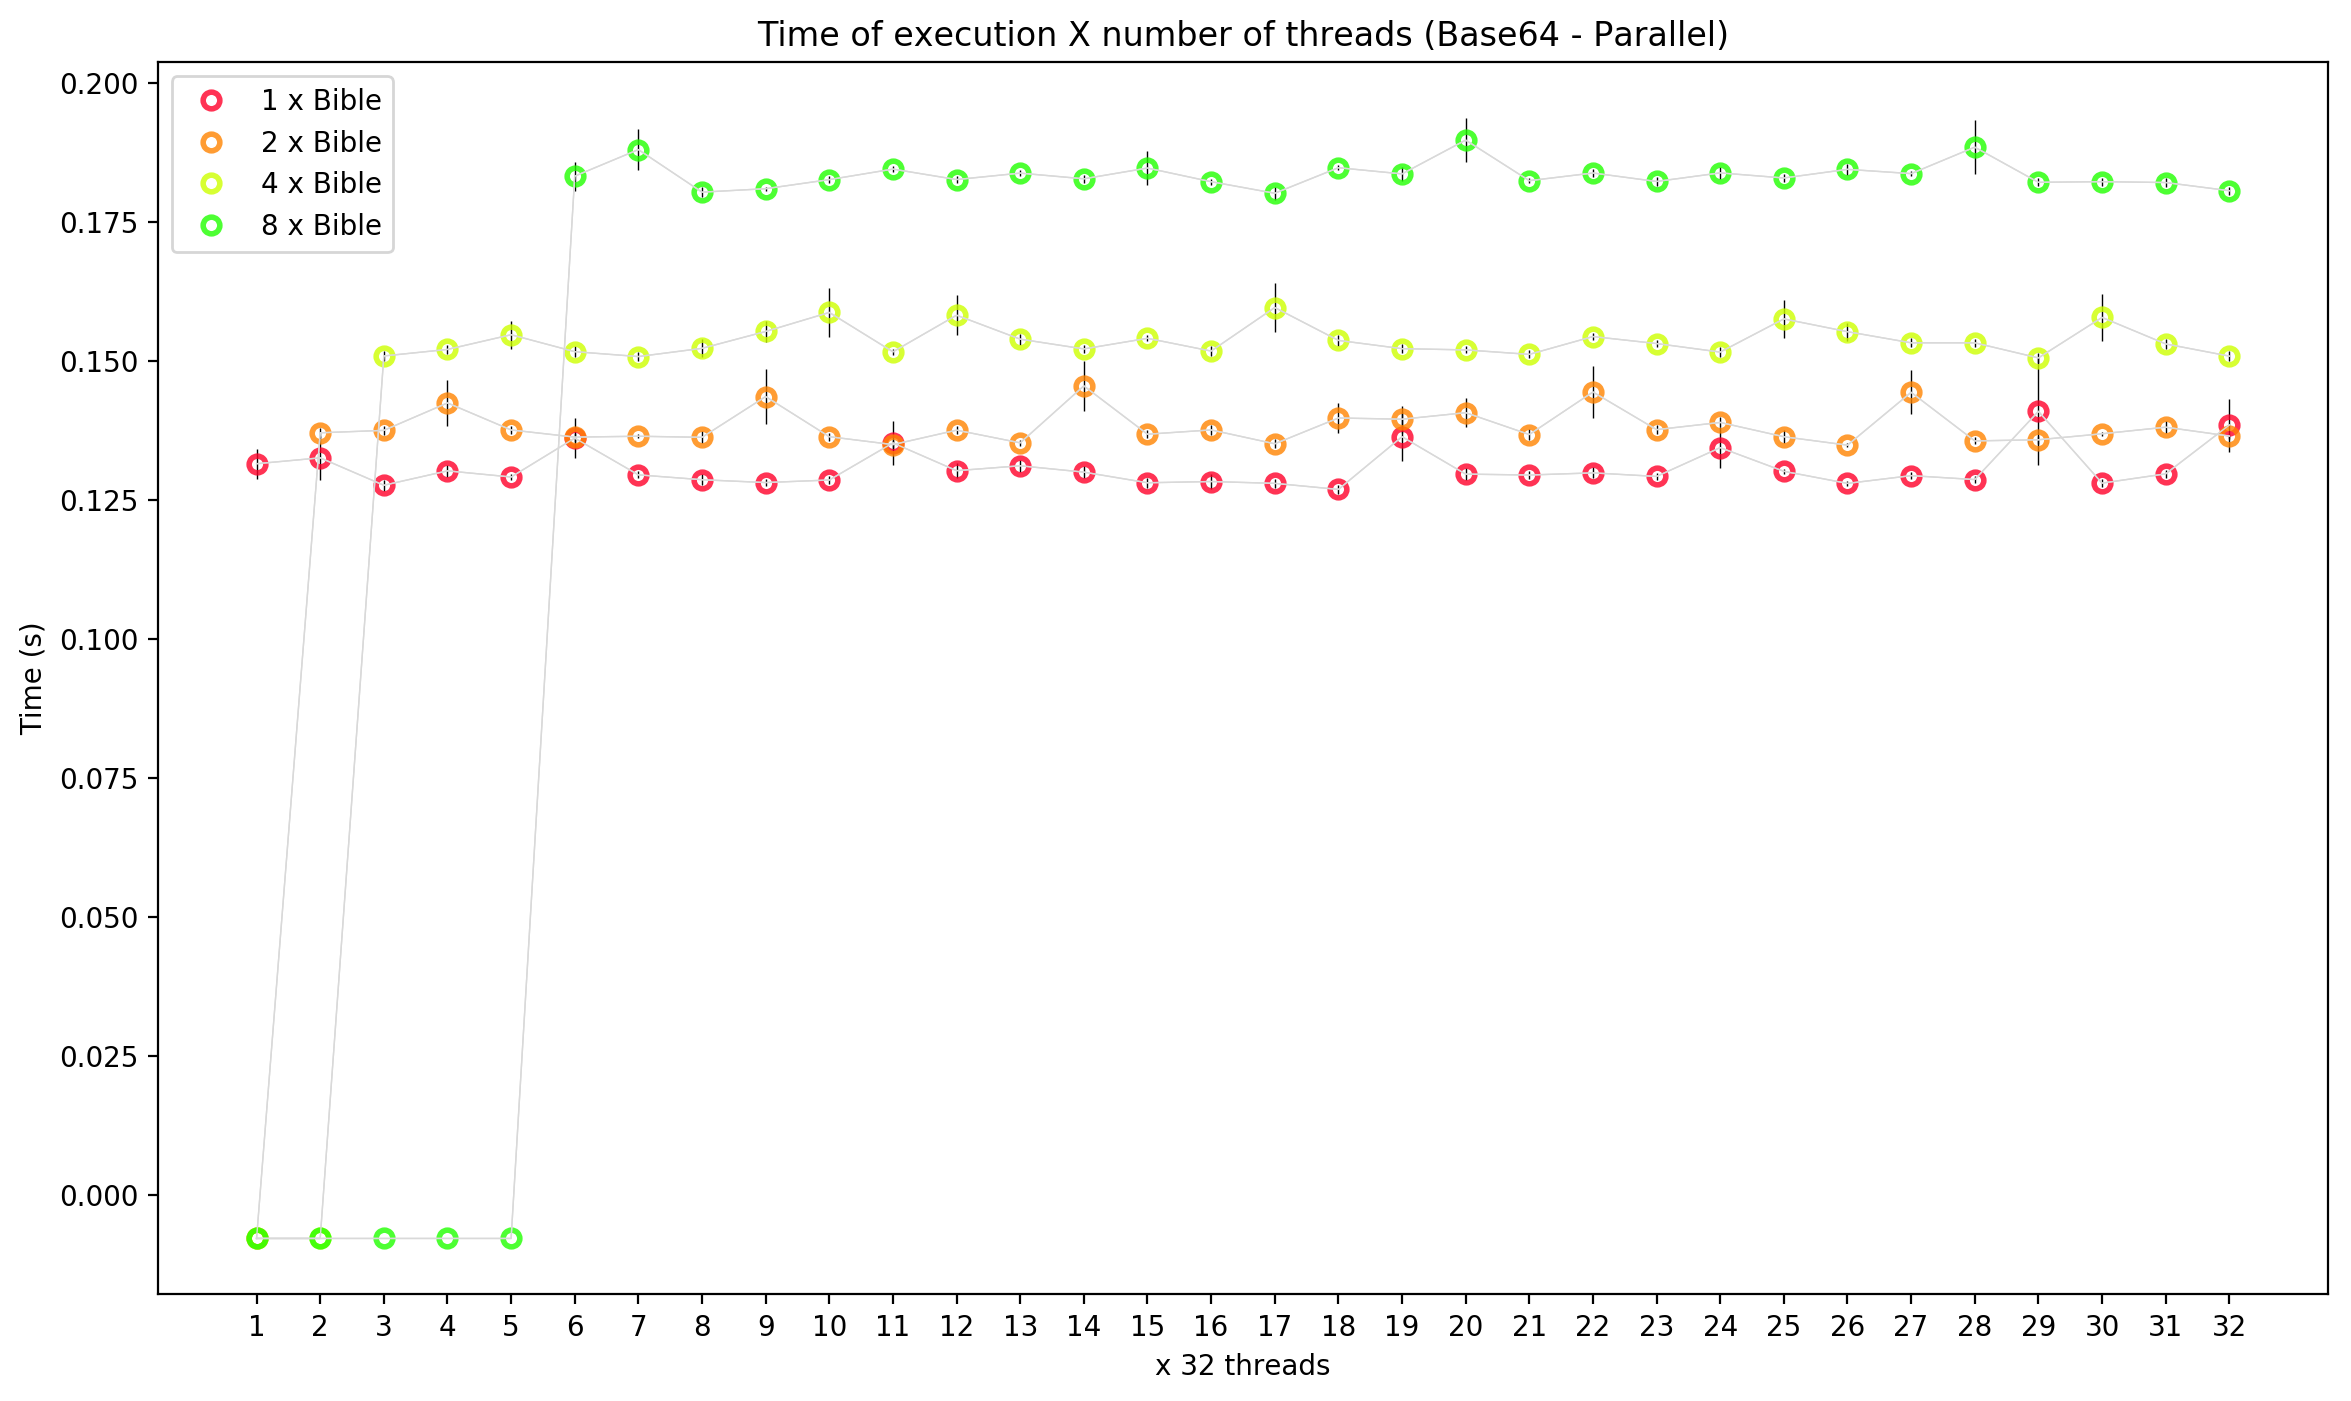 Time of execution X number of threads (Base64 - Parallel)
1 x Bible
2 x Bible
4 x Bible
8 x Bible
0.200
0.175
0.150
0.125
0.100
0.075
0.050
0.025
0.000
Time (s)
1 2 3 4 5 6 7 8 9 10 11 12 13 14 15 16 17 18 19 20 21 22 23 24 25 26 27 28 29 30 31 32
x 32 threads